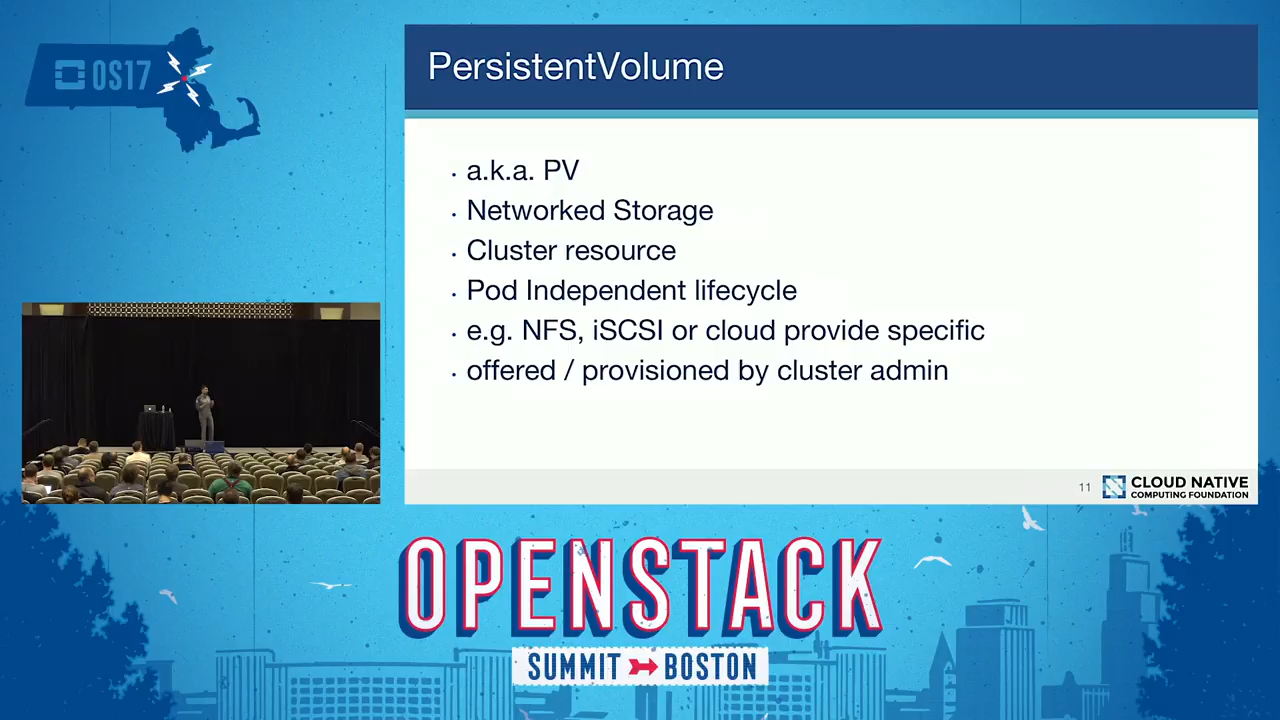 OS17
PersistentVolume
· a.k.a. PV
· Networked Storage
· Cluster resource
· Pod Independent lifecycle
· e.g. NFS, iSCSI or cloud provide specific
· offered / provisioned by cluster admin
11
CLOUD NATIVE
COMPUTING FOUNDATION
OPENSTACK
SUMMIT BOSTON